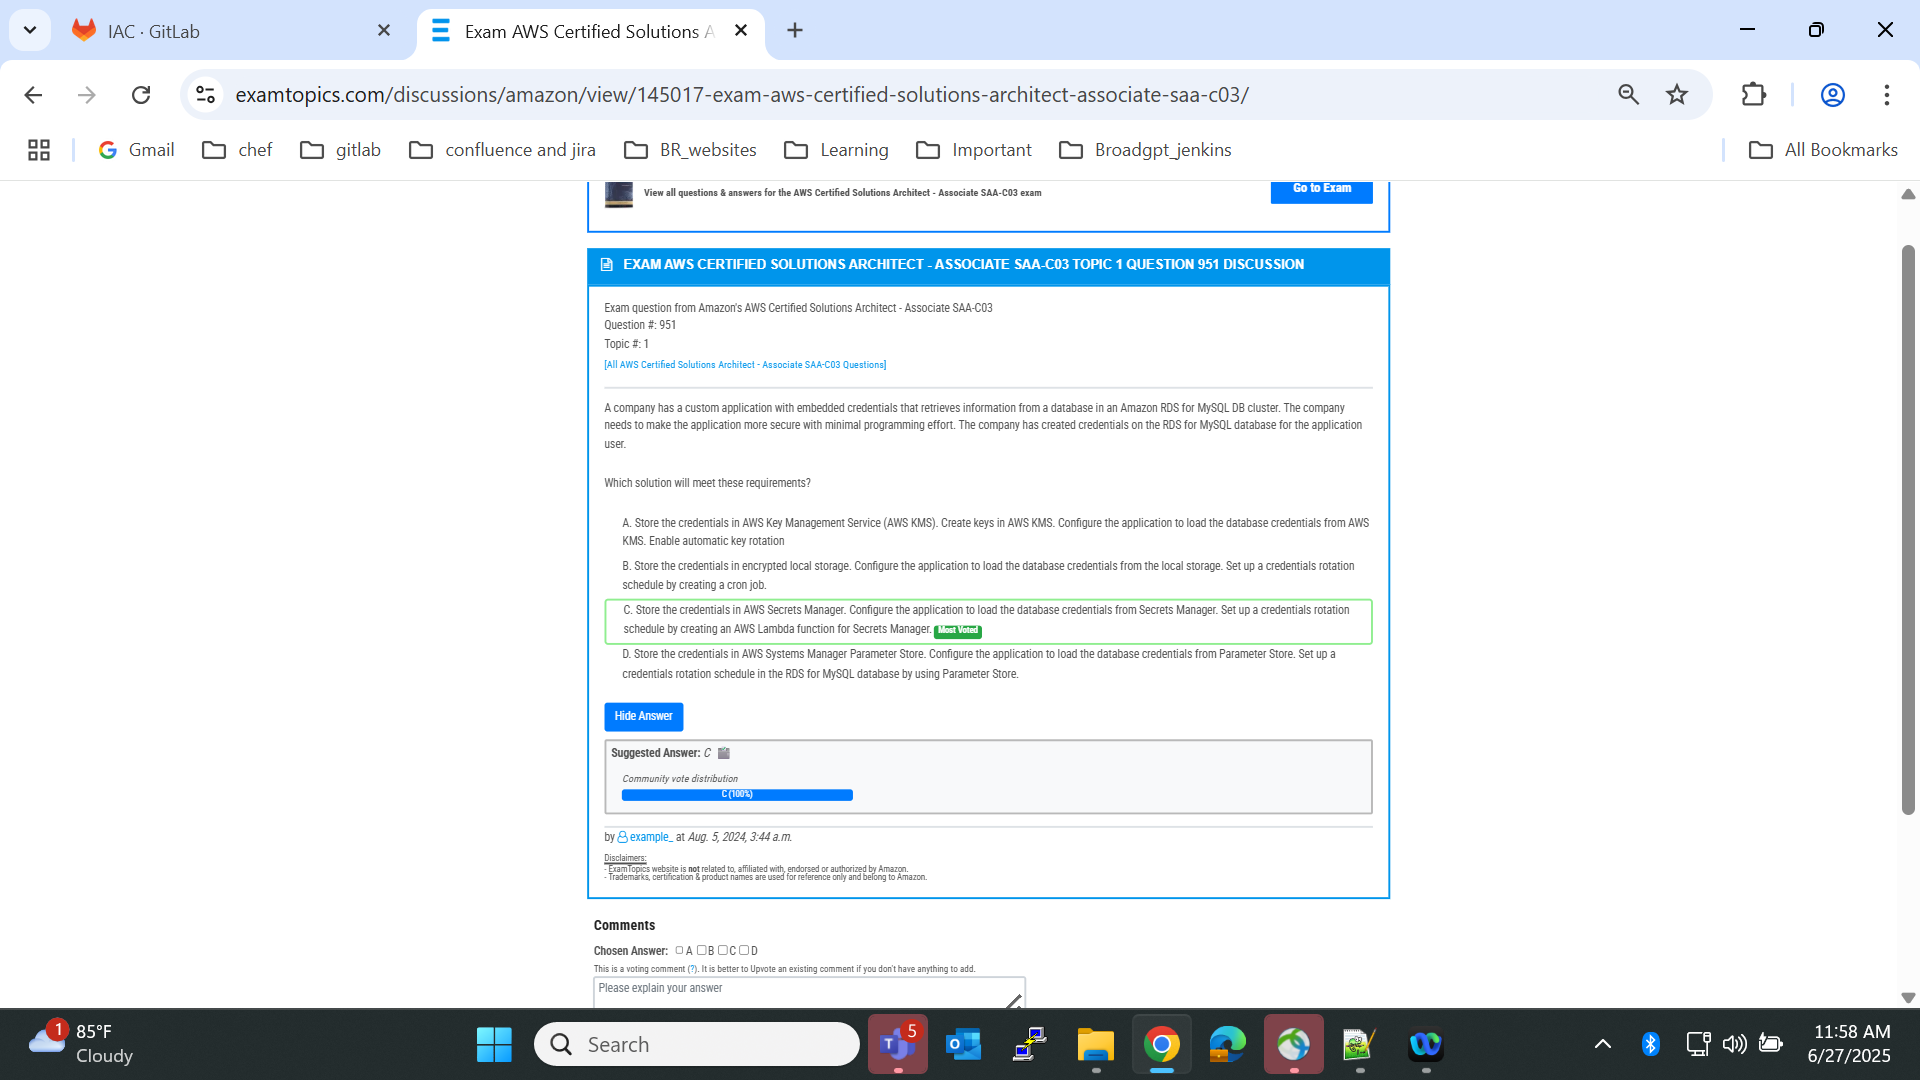 IAC · GitLab
Exam AWS Certified Solutions A
examtopics.com/discussions/amazon/view/145017-exam-aws-certified-solutions-architect-associate-saa-c03/
Gmail chef gitlab confluence and jira BR_websites Learning Important Broadgpt_jenkins All Bookmarks
View all questions & answers for the AWS Certified Solutions Architect - Associate SAA-C03 exam
Go to Exam
EXAM AWS CERTIFIED SOLUTIONS ARCHITECT - ASSOCIATE SAA-C03 TOPIC 1 QUESTION 951 DISCUSSION
Exam question from Amazon's AWS Certified Solutions Architect - Associate SAA-C03
Question #: 951
Topic #: 1
[All AWS Certified Solutions Architect - Associate SAA-C03 Questions]
A company has a custom application with embedded credentials that retrieves information from a database in an Amazon RDS for MySQL DB cluster. The company
needs to make the application more secure with minimal programming effort. The company has created credentials on the RDS for MySQL database for the application
user.
Which solution will meet these requirements?
A. Store the credentials in AWS Key Management Service (AWS KMS). Create keys in AWS KMS. Configure the application to load the database credentials from AWS
KMS. Enable automatic key rotation
B. Store the credentials in encrypted local storage. Configure the application to load the database credentials from the local storage. Set up a credentials rotation
schedule by creating a cron job.
C. Store the credentials in AWS Secrets Manager. Configure the application to load the database credentials from Secrets Manager. Set up a credentials rotation
schedule by creating an AWS Lambda function for Secrets Manager. Most Voted
D. Store the credentials in AWS Systems Manager Parameter Store. Configure the application to load the database credentials from Parameter Store. Set up a
credentials rotation schedule in the RDS for MySQL database by using Parameter Store.
Hide Answer
Suggested Answer: C
Community vote distribution
C (100%)
by example_ at Aug. 5, 2024, 3:44 a.m.
Disclaimers:
- ExamTopics website is not related to, affiliated with, endorsed or authorized by Amazon.
- Trademarks, certification & product names are used for reference only and belong to Amazon.
Comments
Chosen Answer: A B C D
This is a voting comment (?). It is better to Upvote an existing comment if you don't have anything to add.
Please explain your answer
1
85°F
Cloudy
Search
5
11:58 AM
6/27/2025